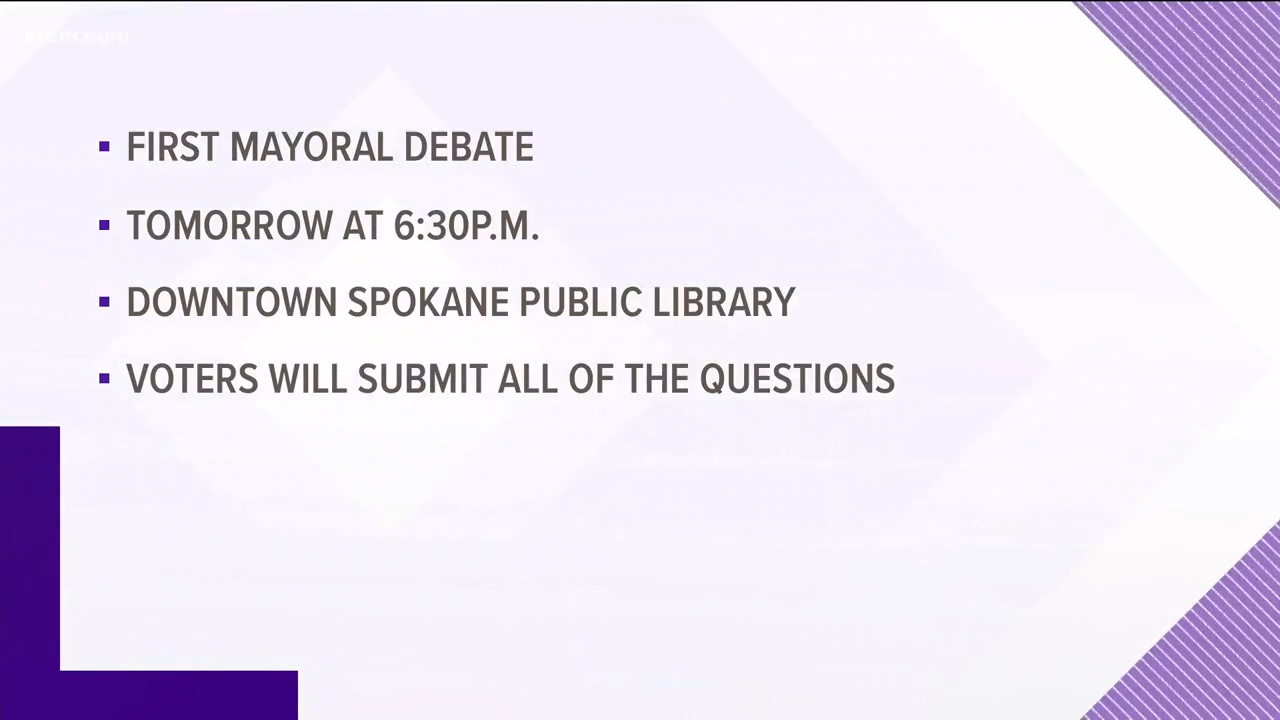 FIRST MAYORAL DEBATE
TOMORROW AT 6:30P.M.
DOWNTOWN SPOKANE PUBLIC LIBRARY
VOTERS WILL SUBMIT ALL OF THE QUESTIONS